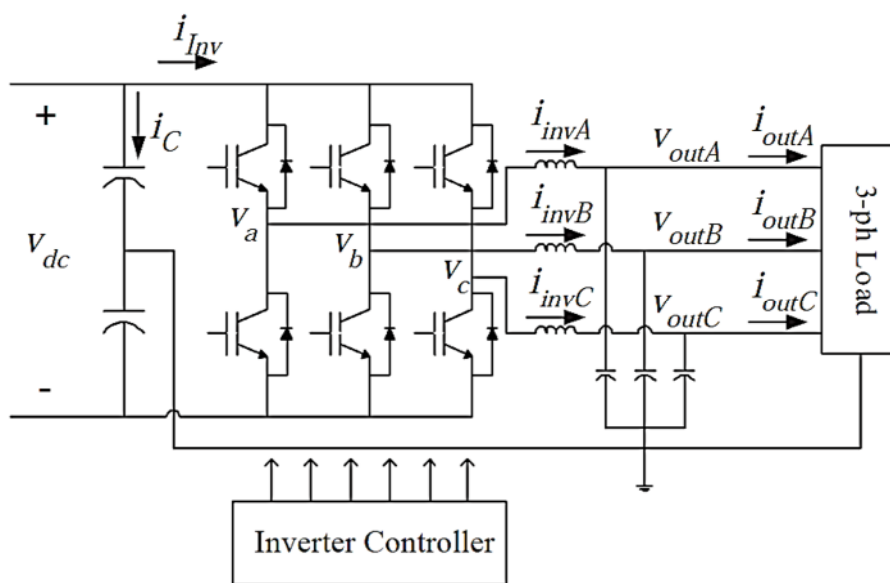 i_Inv
+
i_C
i_invA
v_outA
i_outA
v_a
i_invB
v_outB
i_outB
v_b
v_dc
v_c
i_invC
v_outC
i_outC
3-ph Load
-
Inverter Controller